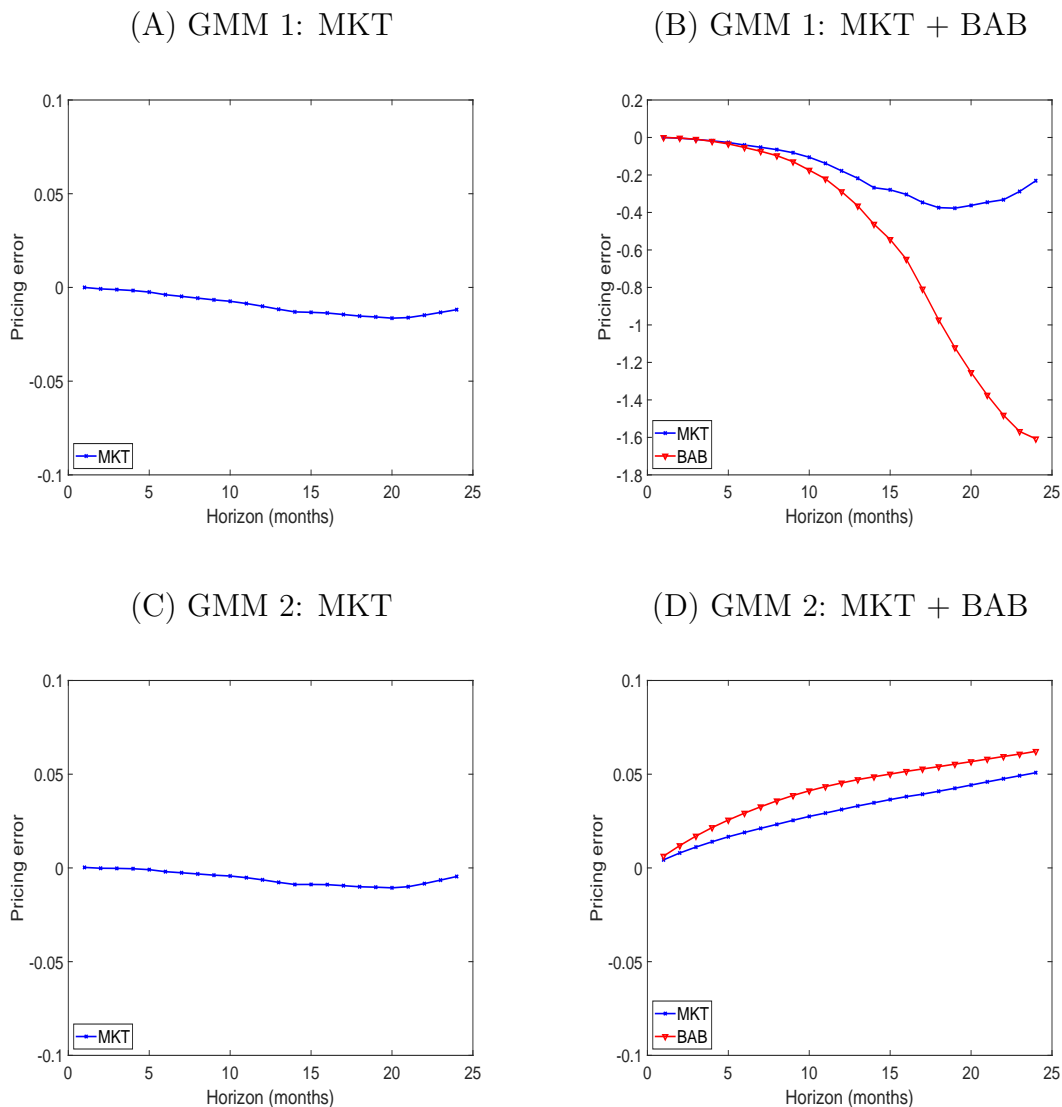 (A) GMM 1: MKT
0.1
0.05
0
-0.05
-0.1
Pricing error
MKT
0 5 10 15 20 25
Horizon (months)
(B) GMM 1: MKT + BAB
0.2
0
-0.2
-0.4
-0.6
-0.8
-1
-1.2
-1.4
-1.6
-1.8
Pricing error
MKT
BAB
0 5 10 15 20 25
Horizon (months)
(C) GMM 2: MKT
0.1
0.05
0
-0.05
-0.1
Pricing error
MKT
0 5 10 15 20 25
Horizon (months)
(D) GMM 2: MKT + BAB
0.1
0.05
0
-0.05
-0.1
Pricing error
MKT
BAB
0 5 10 15 20 25
Horizon (months)